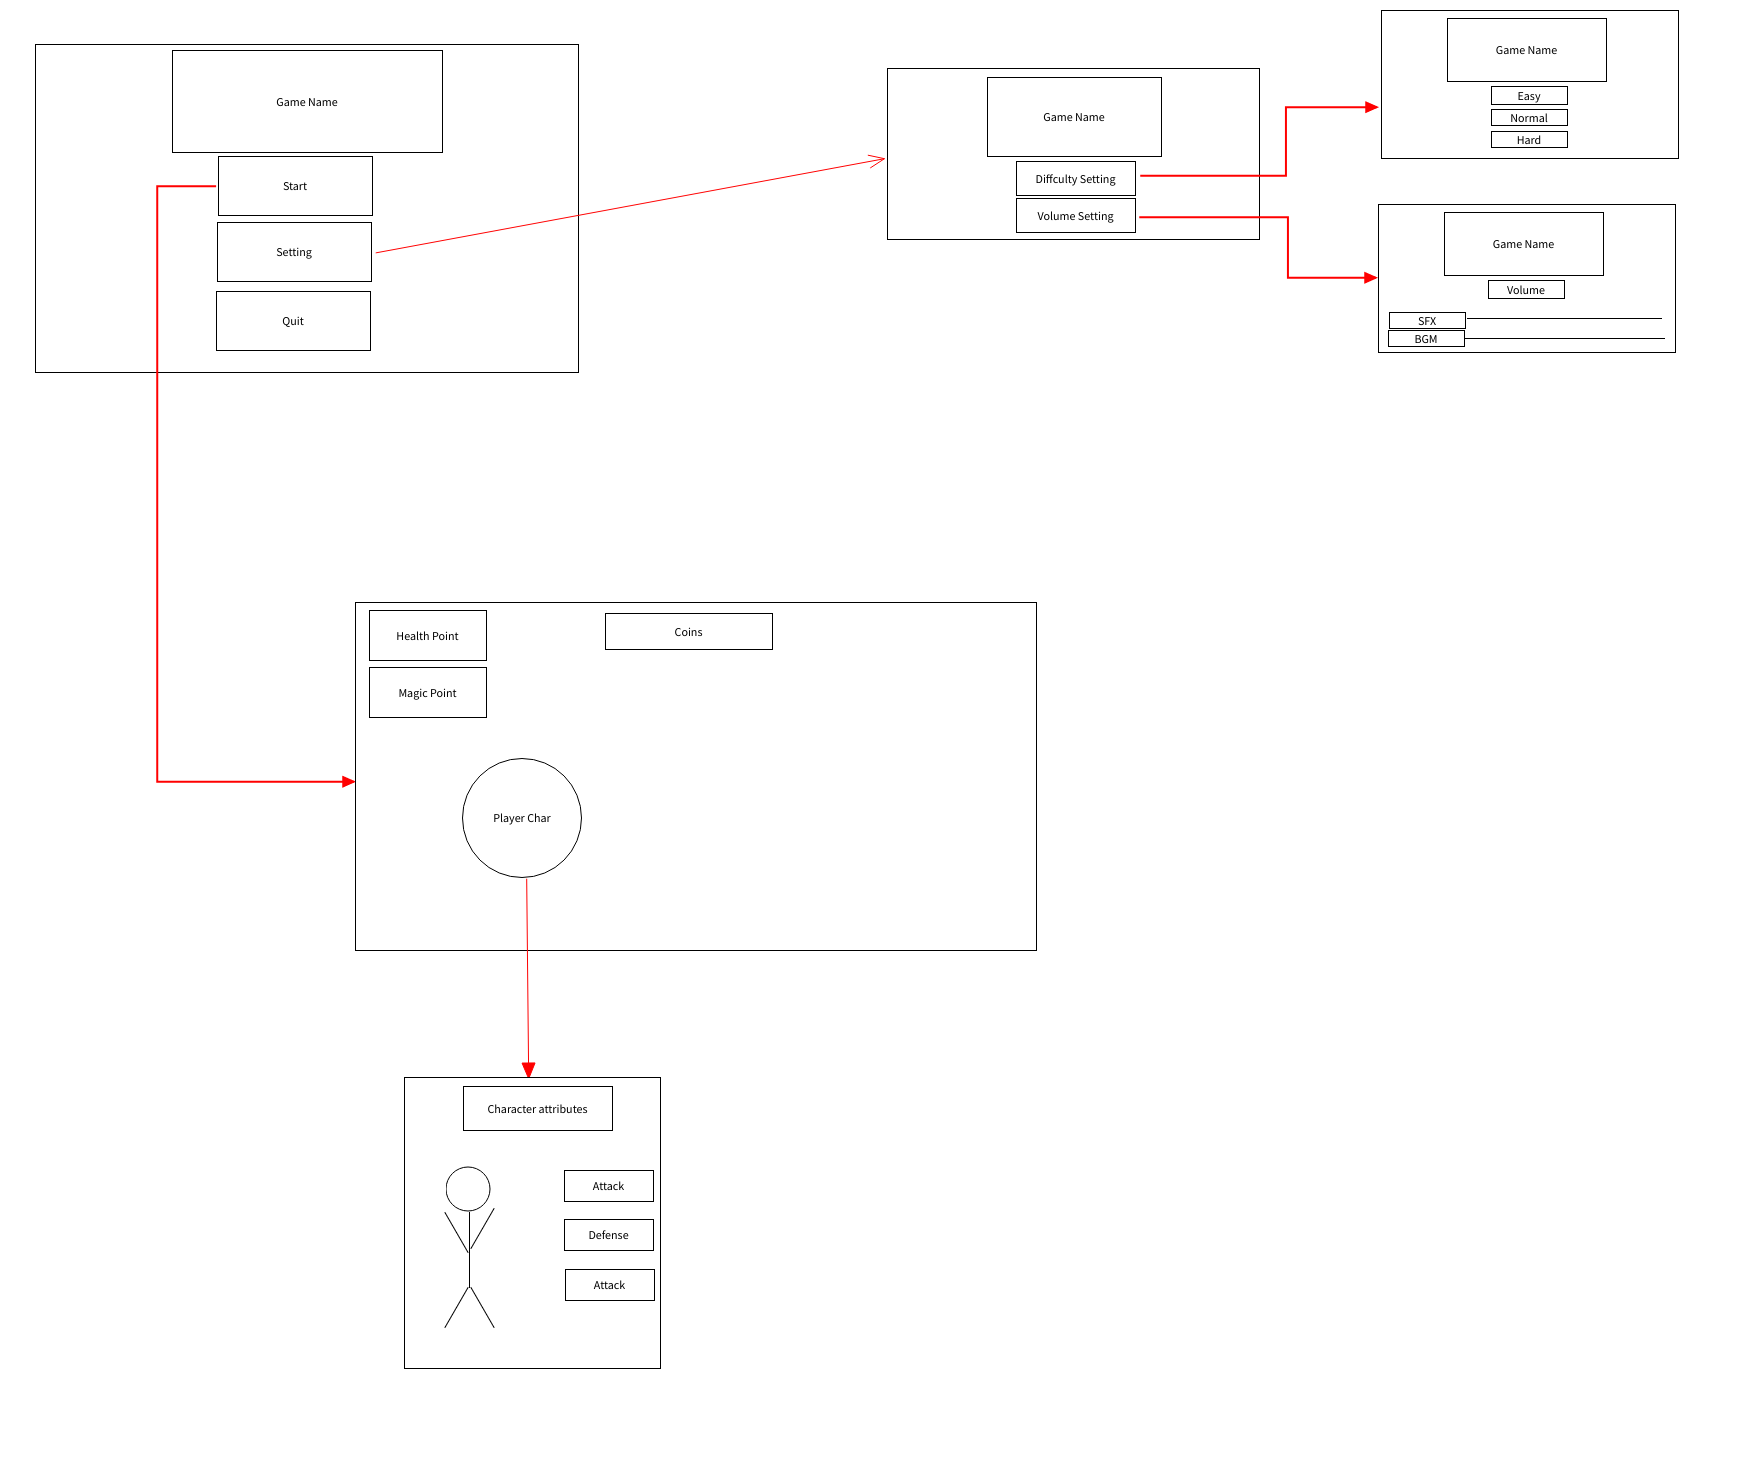 Game Name
Start
Setting
Quit
Game Name
Diffculty Setting
Volume Setting
Game Name
Easy
Normal
Hard
Game Name
Volume
SFX
BGM
Health Point
Coins
Magic Point
Player Char
Character attributes
Attack
Defense
Attack